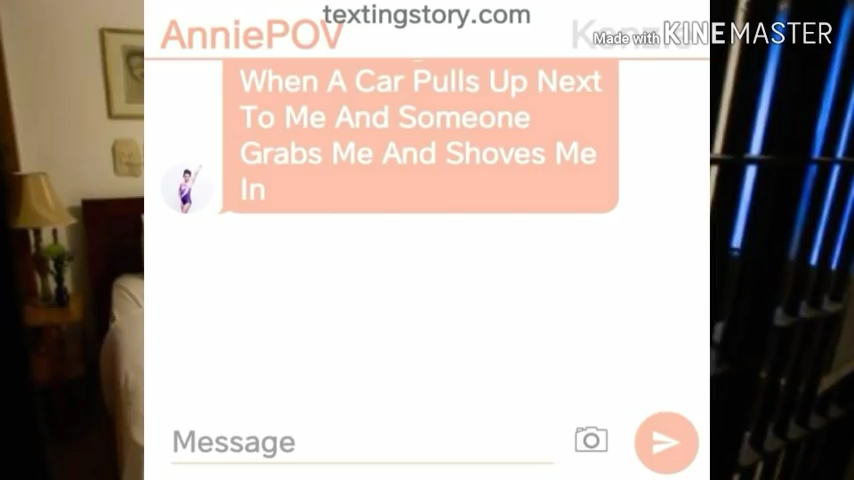 textingstory.com
AnniePOV
Made with KINEMASTER
When A Car Pulls Up Next
To Me And Someone
Grabs Me And Shoves Me
In
Message